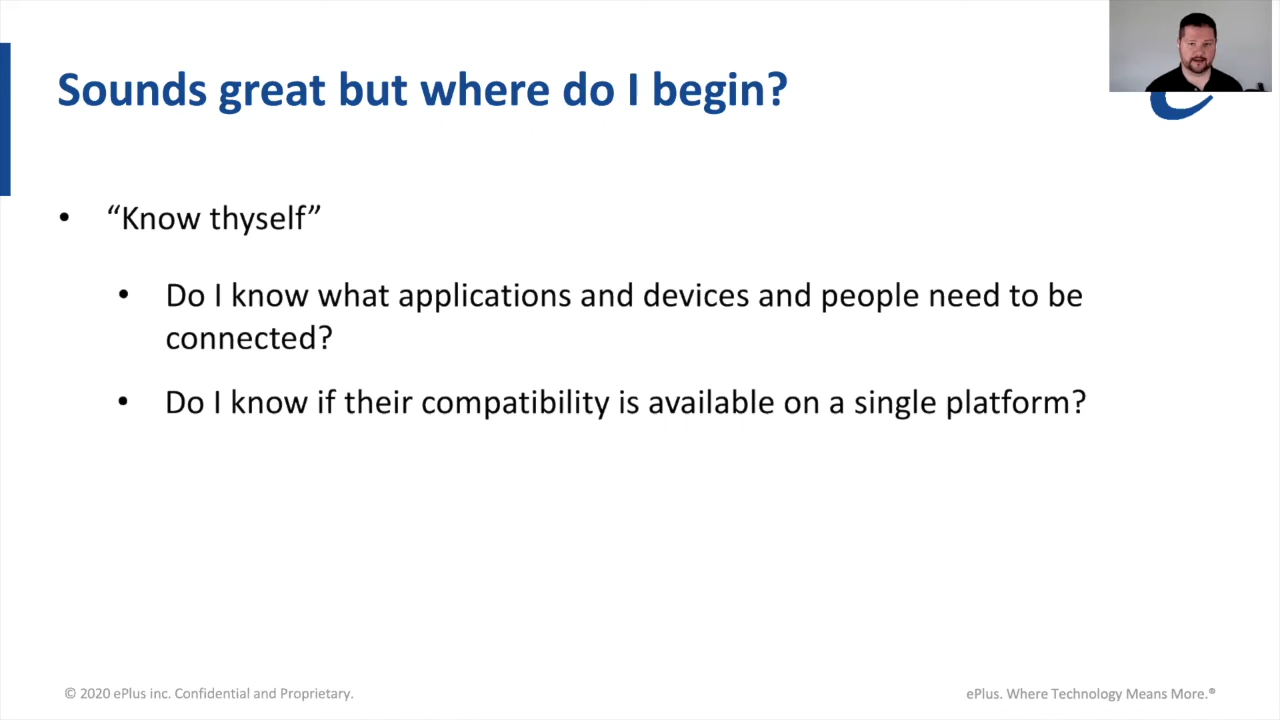 Sounds great but where do I begin?
• “Know thyself”
• Do I know what applications and devices and people need to be
connected?
• Do I know if their compatibility is available on a single platform?
© 2020 ePlus inc. Confidential and Proprietary.
ePlus. Where Technology Means More.®